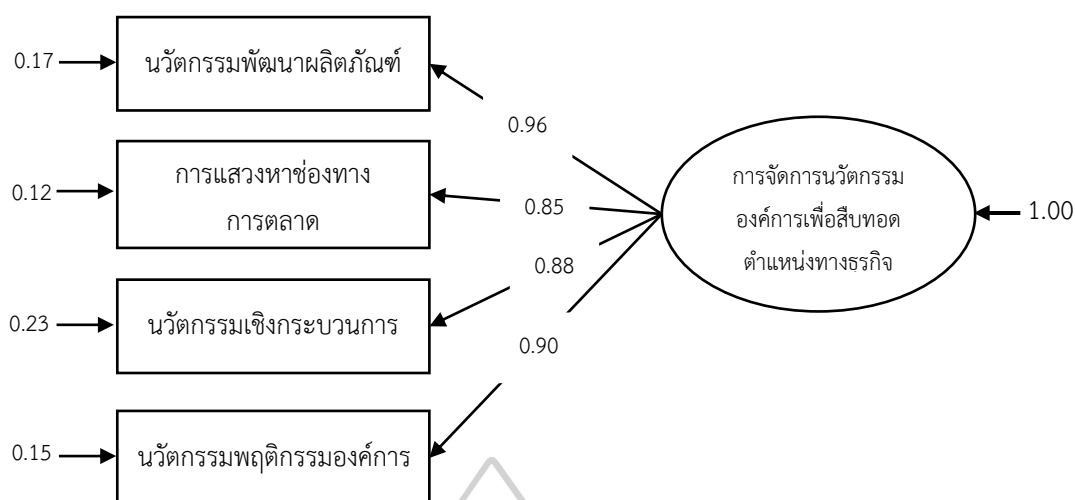 0.17
นวัตกรรมพัฒนาผลิตภัณฑ์
0.96
0.12
การแสวงหาช่องทาง
การตลาด
0.85
การจัดการนวัตกรรม
องค์การเพื่อสืบทอด
ตำแหน่งทางธุรกิจ
1.00
0.23
นวัตกรรมเชิงกระบวนการ
0.88
0.90
0.15
นวัตกรรมพฤติกรรมองค์การ